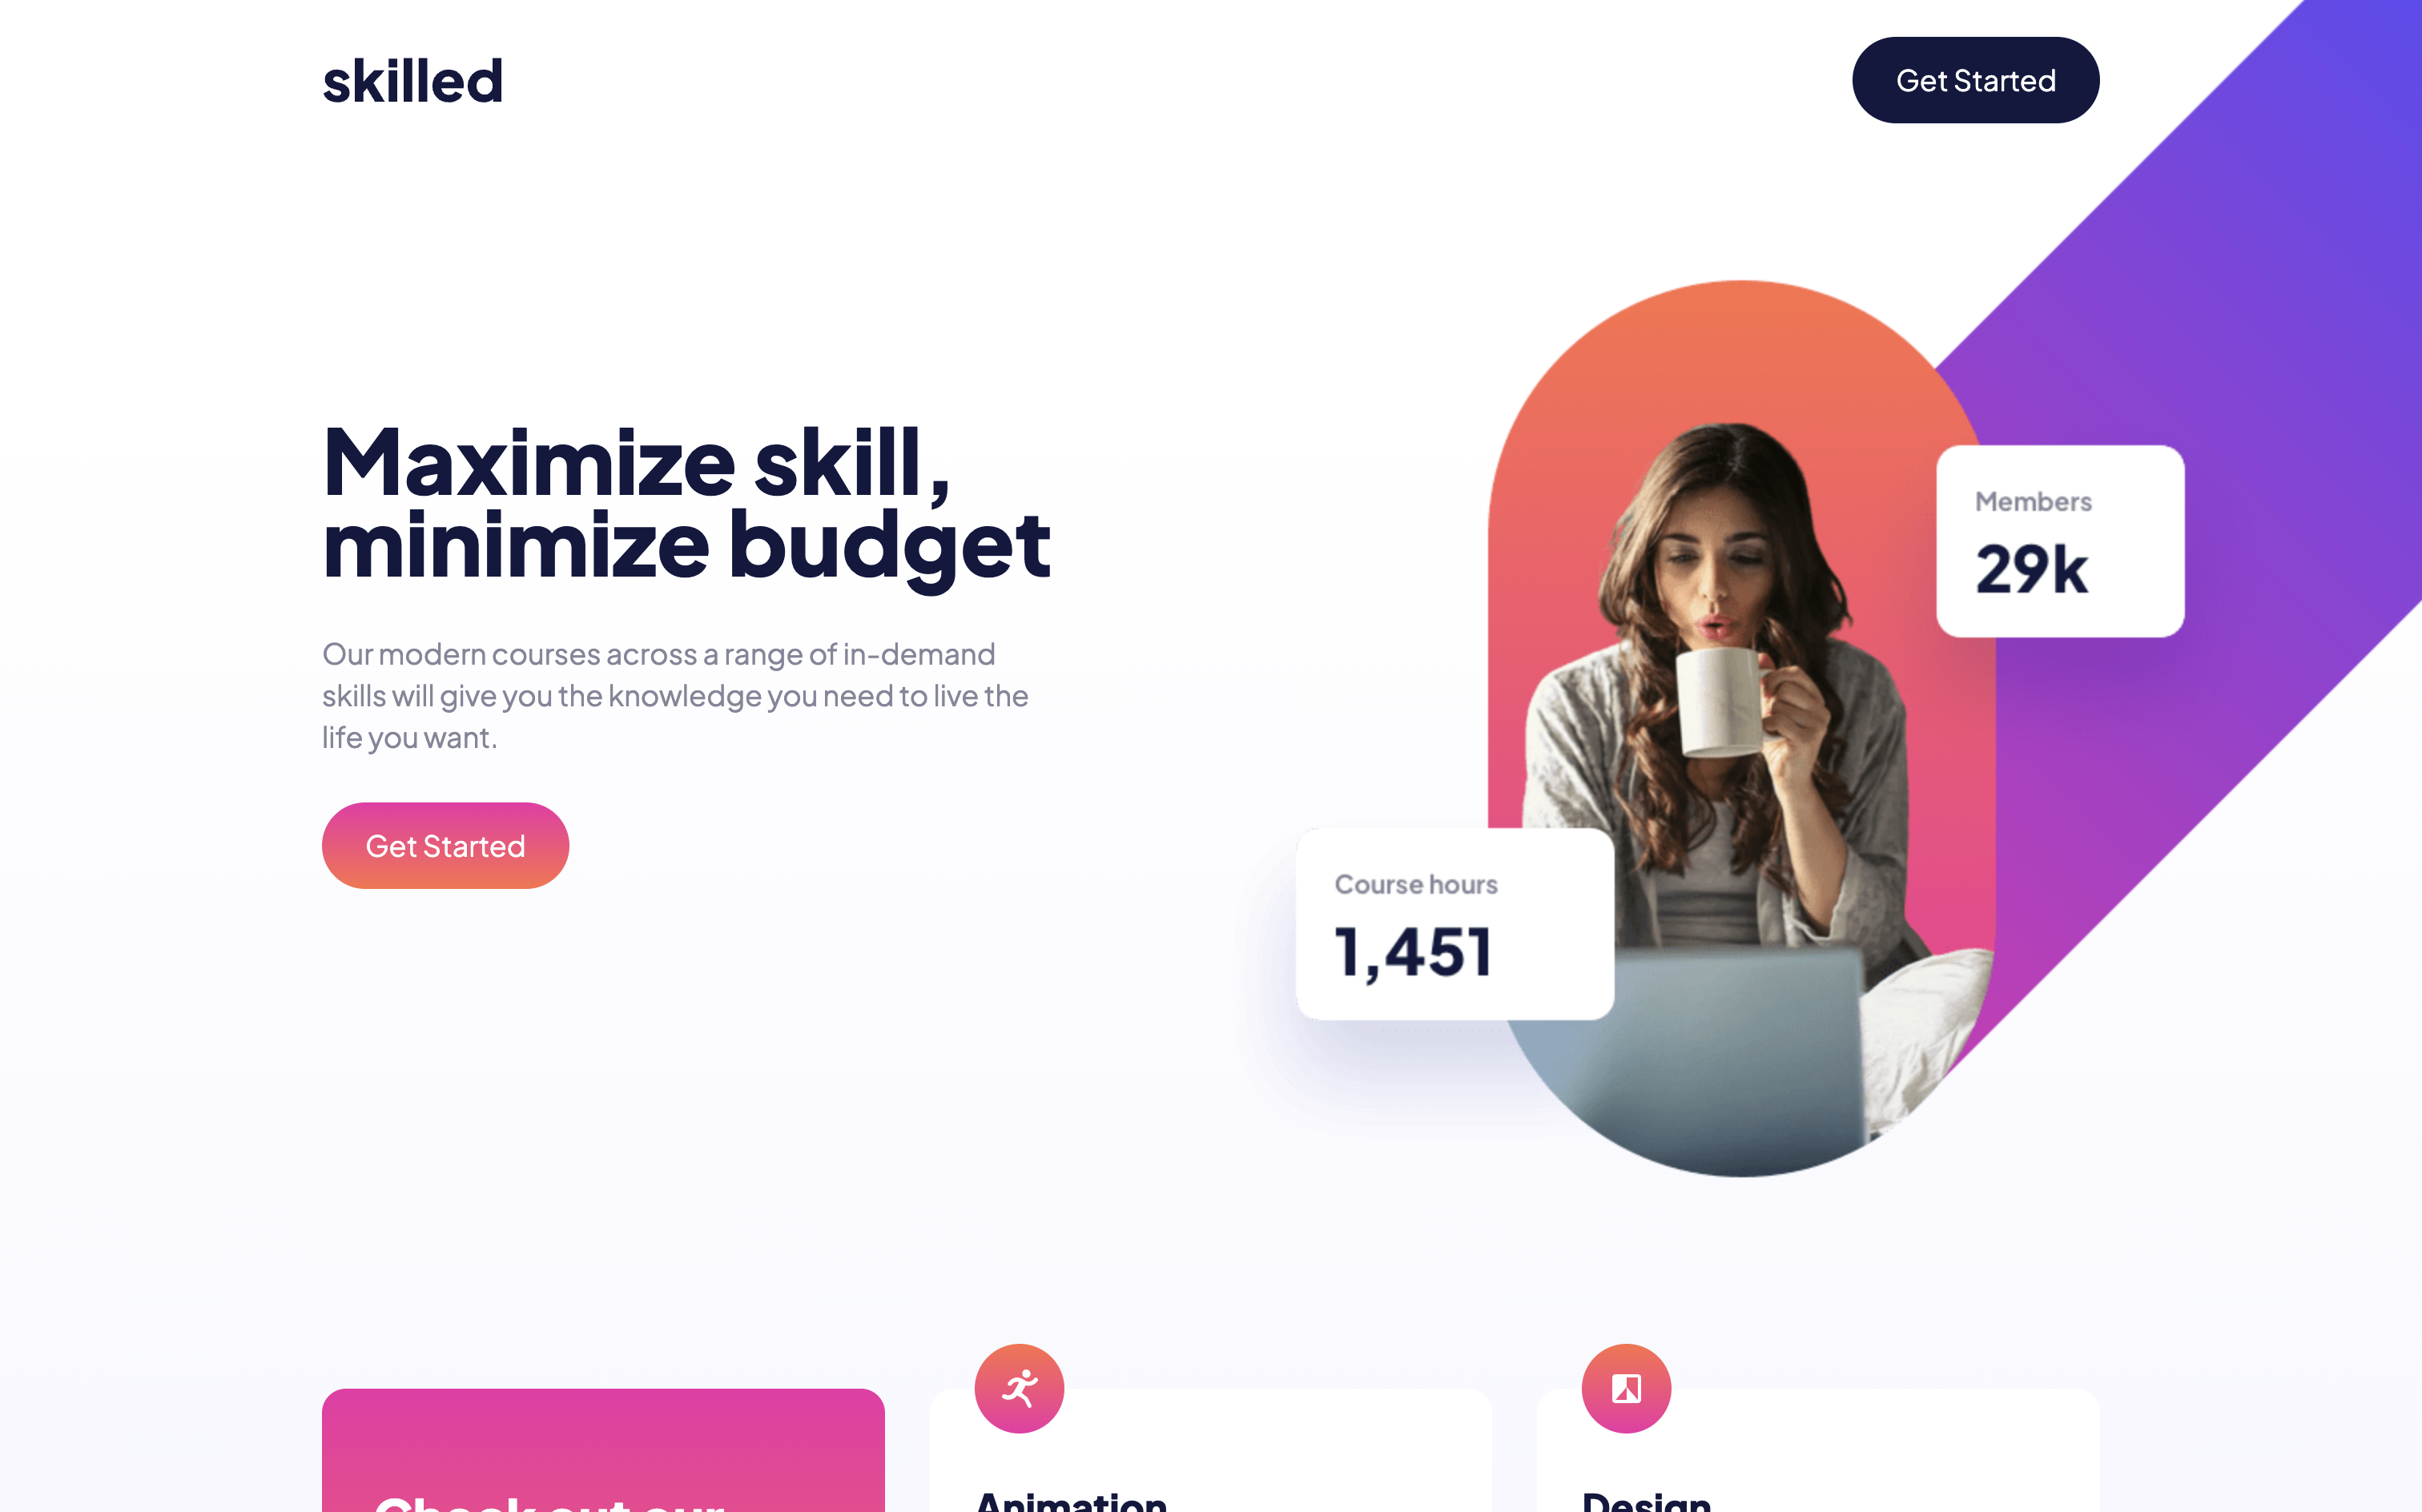 skilled
Get Started
Maximize skill,
minimize budget
Our modern courses across a range of in-demand
skills will give you the knowledge you need to live the
life you want.
Get Started
Members
29k
Course hours
1,451
Check out our
Animation
Design